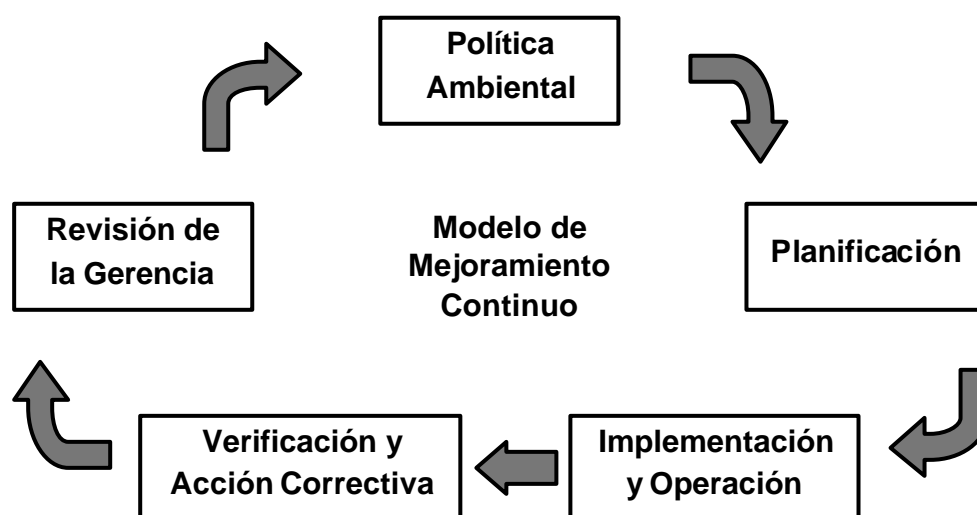 Política
Ambiental
Planificación
Implementación
y Operación
Verificación y
Acción Correctiva
Revisión de
la Gerencia
Modelo de
Mejoramiento
Continuo